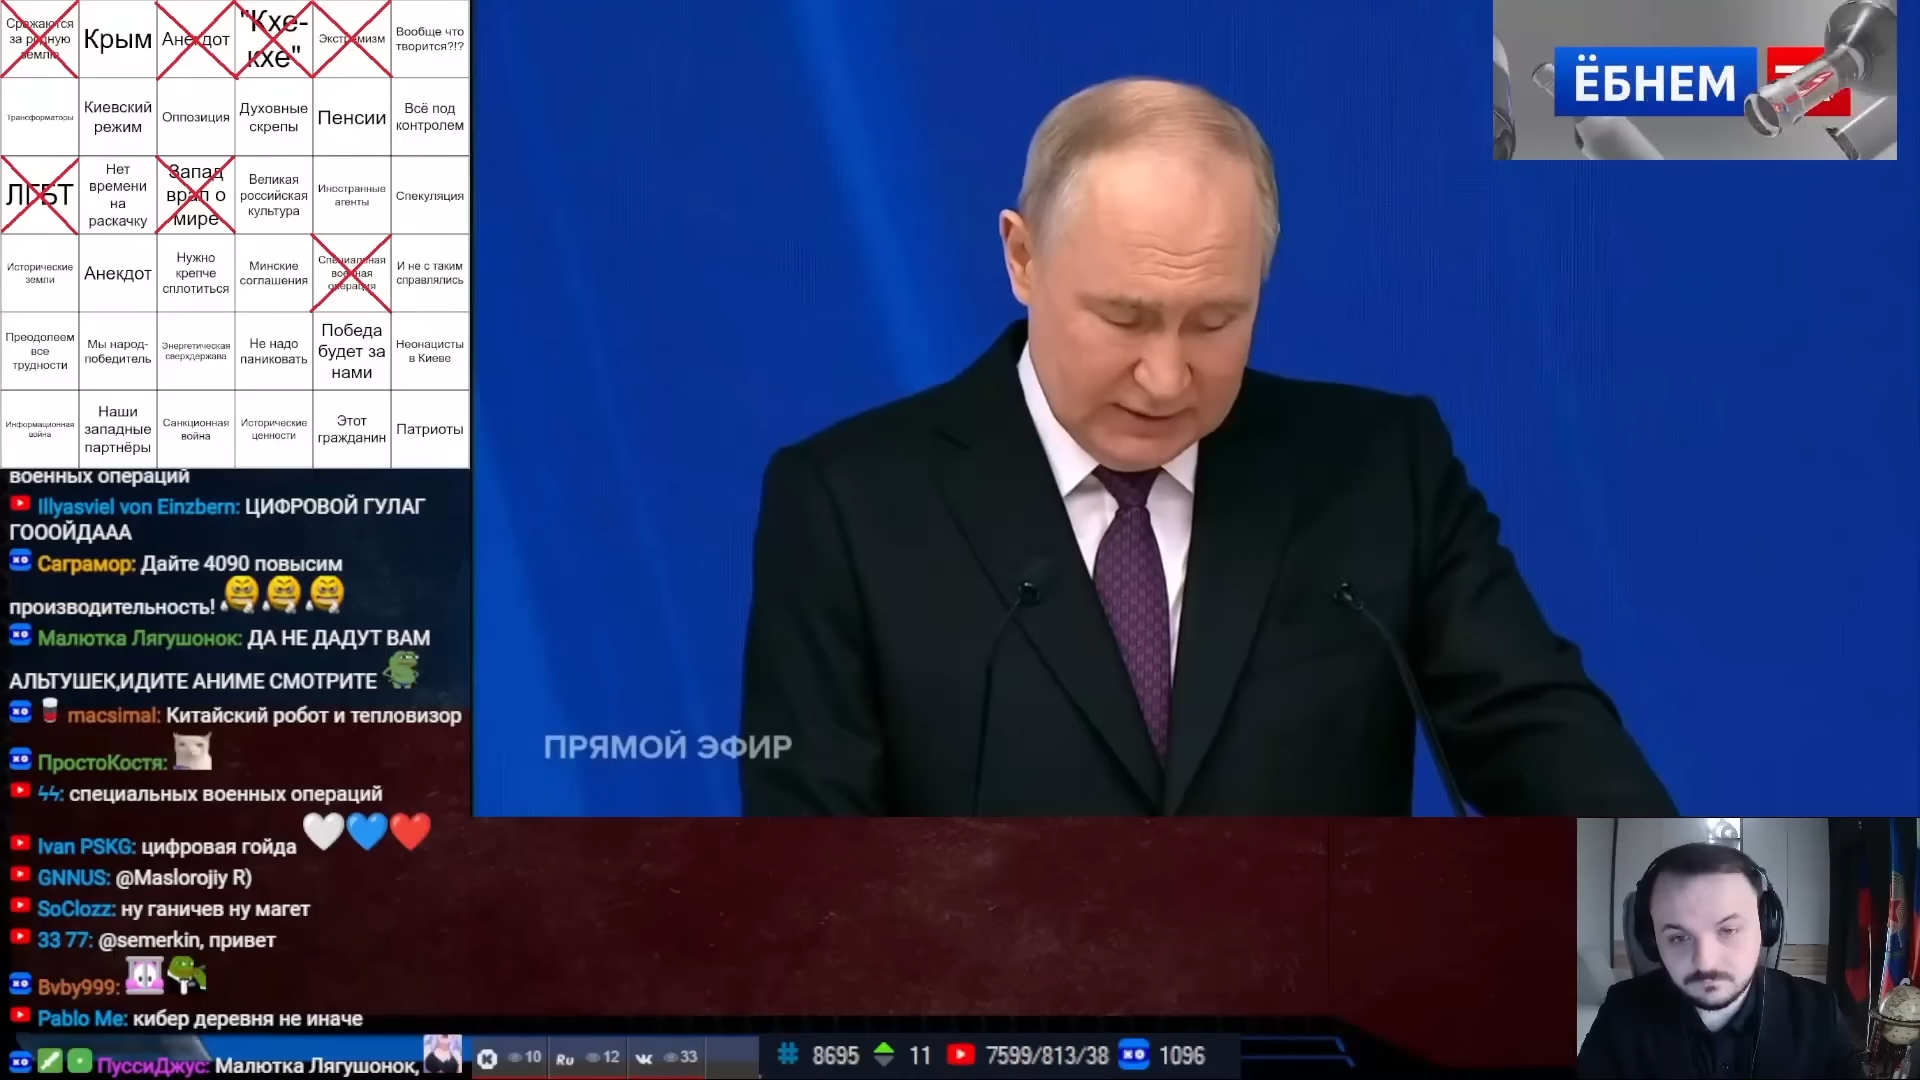 Сражаются
за родную
землю
Крым
Анекдот
"Кхе-
кхе"
Экстремизм
Вообще что
творится?!?
Трансформаторы
Киевский
режим
Оппозиция
Духовные
скрепы
Пенсии
Всё под
контролем
ЛГБТ
Нет
времени
на
раскачку
Запад
врал о
мире
Великая
российская
культура
Иностранные
агенты
Спекуляция
Исторические
земли
Анекдот
Нужно
крепче
сплотиться
Минские
соглашения
Специальная
военная
операция
И не с таким
справлялись
Преодолеем
все
трудности
Мы народ-
победитель
Энергетическая
сверхдержава
Не надо
паниковать
Победа
будет за
нами
Неонацисты
в Киеве
Информационная
война
Наши
западные
партнёры
Санкционная
война
Исторические
ценности
Этот
гражданин
Патриоты
ЁБНЕМ
ПРЯМОЙ ЭФИР
военных операций
Illyasviel von Einzbern: ЦИФРОВОЙ ГУЛАГ
ГОООЙДААА
Саграмор: Дайте 4090 повысим
производительность!
Малютка Лягушонок: ДА НЕ ДАДУТ ВАМ
АЛЬТУШЕК,ИДИТЕ АНИМЕ СМОТРИТЕ
macsimal: Китайский робот и тепловизор
ПростоКостя:
ϟϟ: специальных военных операций
Ivan PSKG: цифровая гойда
GNNUS: @Maslorojiy R)
SoClozz: ну ганичев ну магет
33 77: @semerkin, привет
Bvby999:
Pablo Me: кибер деревня не иначе
ПуссиДжус: Малютка Лягушонок,
K 10 Ru 12 VK 33 # 8695 11 7599/813/38 XO 1096